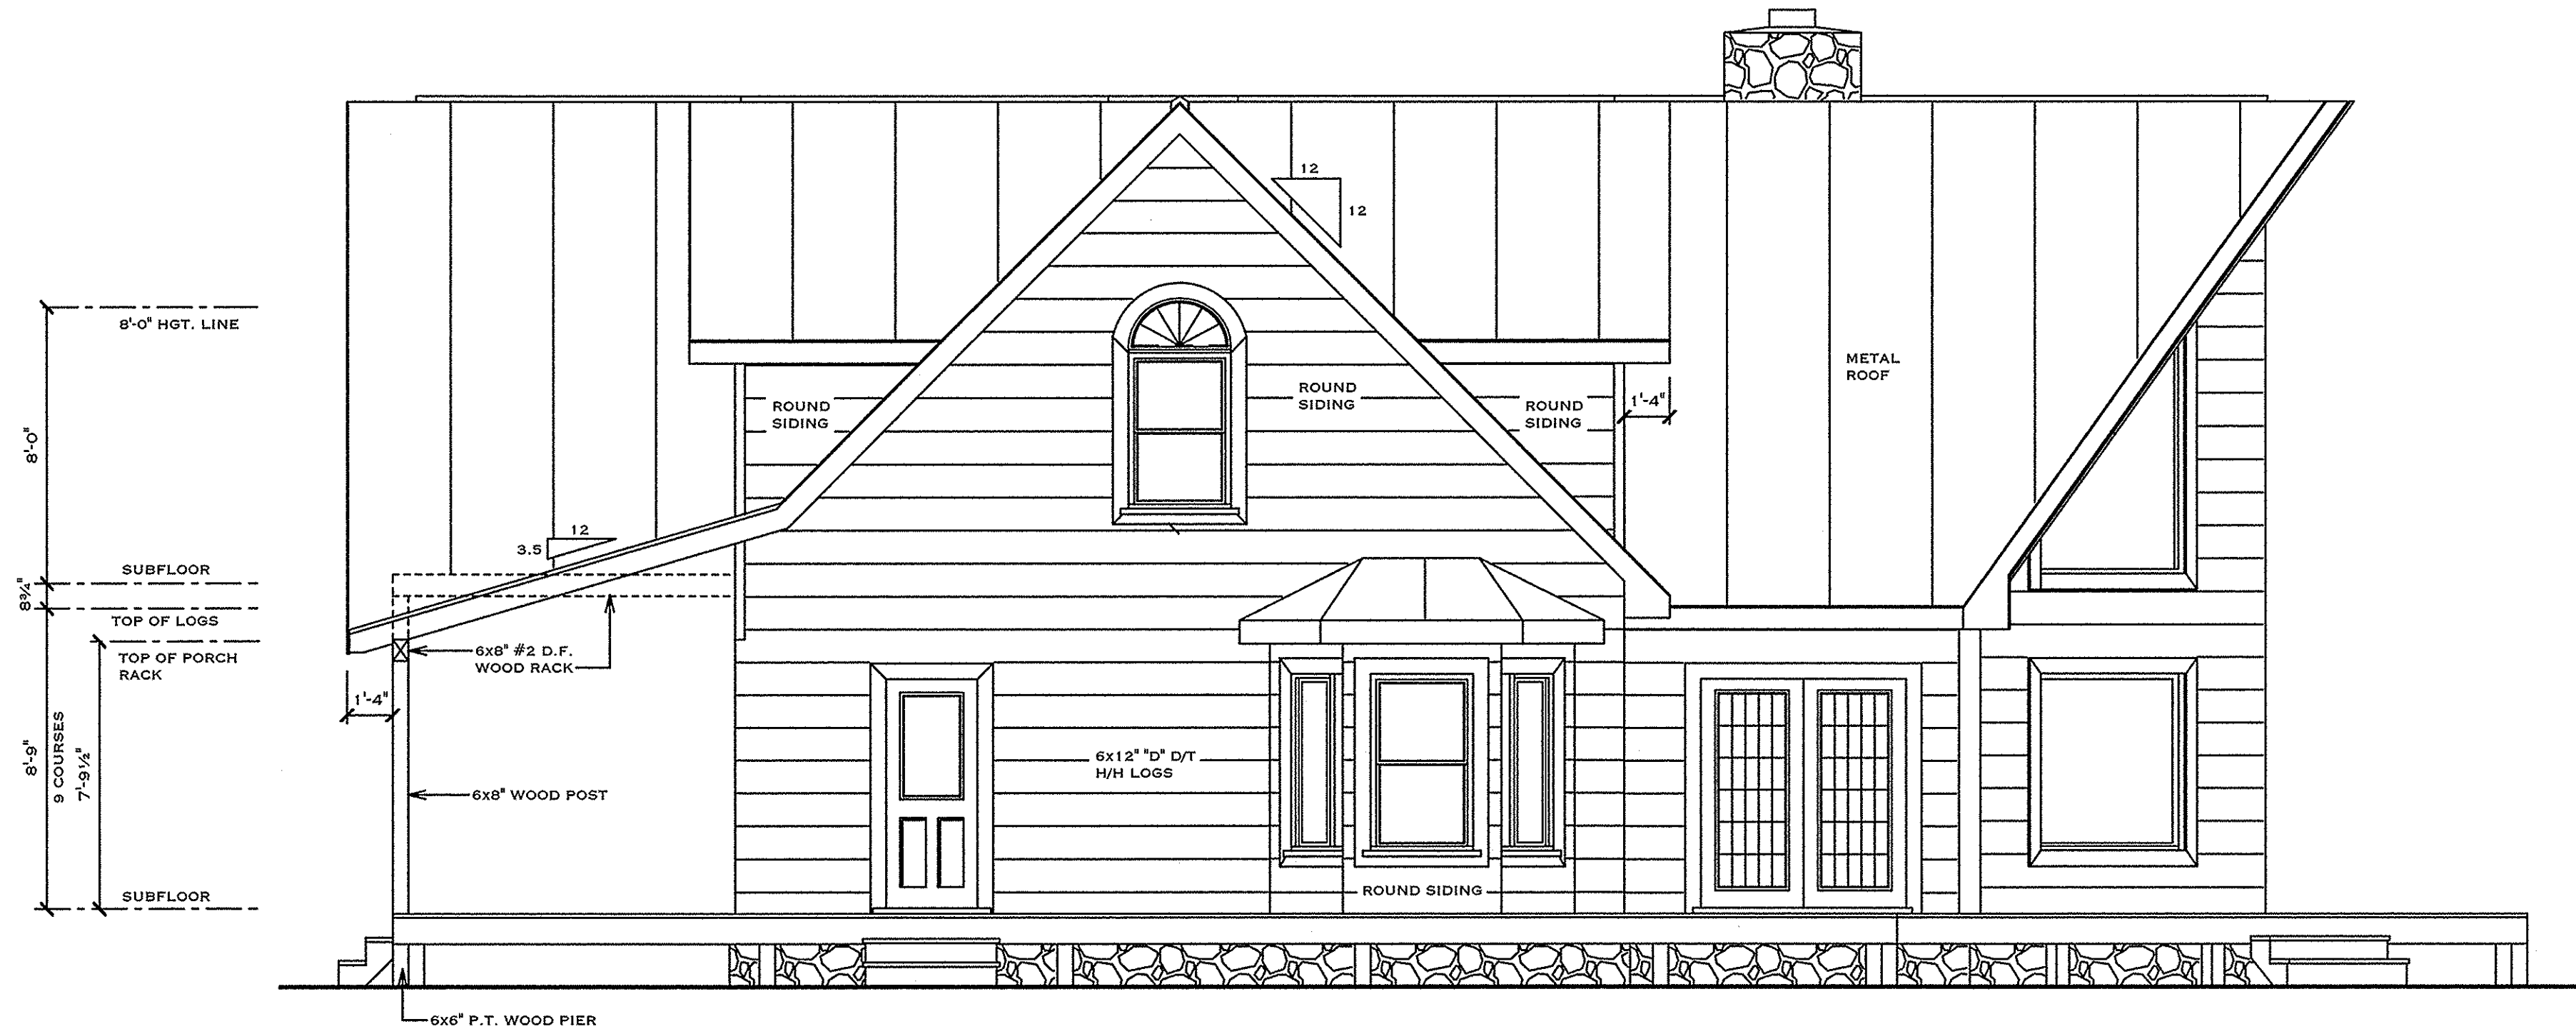 12
12
8'-0" HGT. LINE
METAL
ROOF
ROUND
SIDING
ROUND
SIDING
ROUND
SIDING
1'-4"
8'-0"
12
3.5
SUBFLOOR
8¾"
TOP OF LOGS
TOP OF PORCH
RACK
6x8" #2 D.F.
WOOD RACK
1'-4"
8'-9"
9 COURSES
7'-9½"
6x12" "D" D/T
H/H LOGS
6x8" WOOD POST
SUBFLOOR
ROUND SIDING
6x6" P.T. WOOD PIER